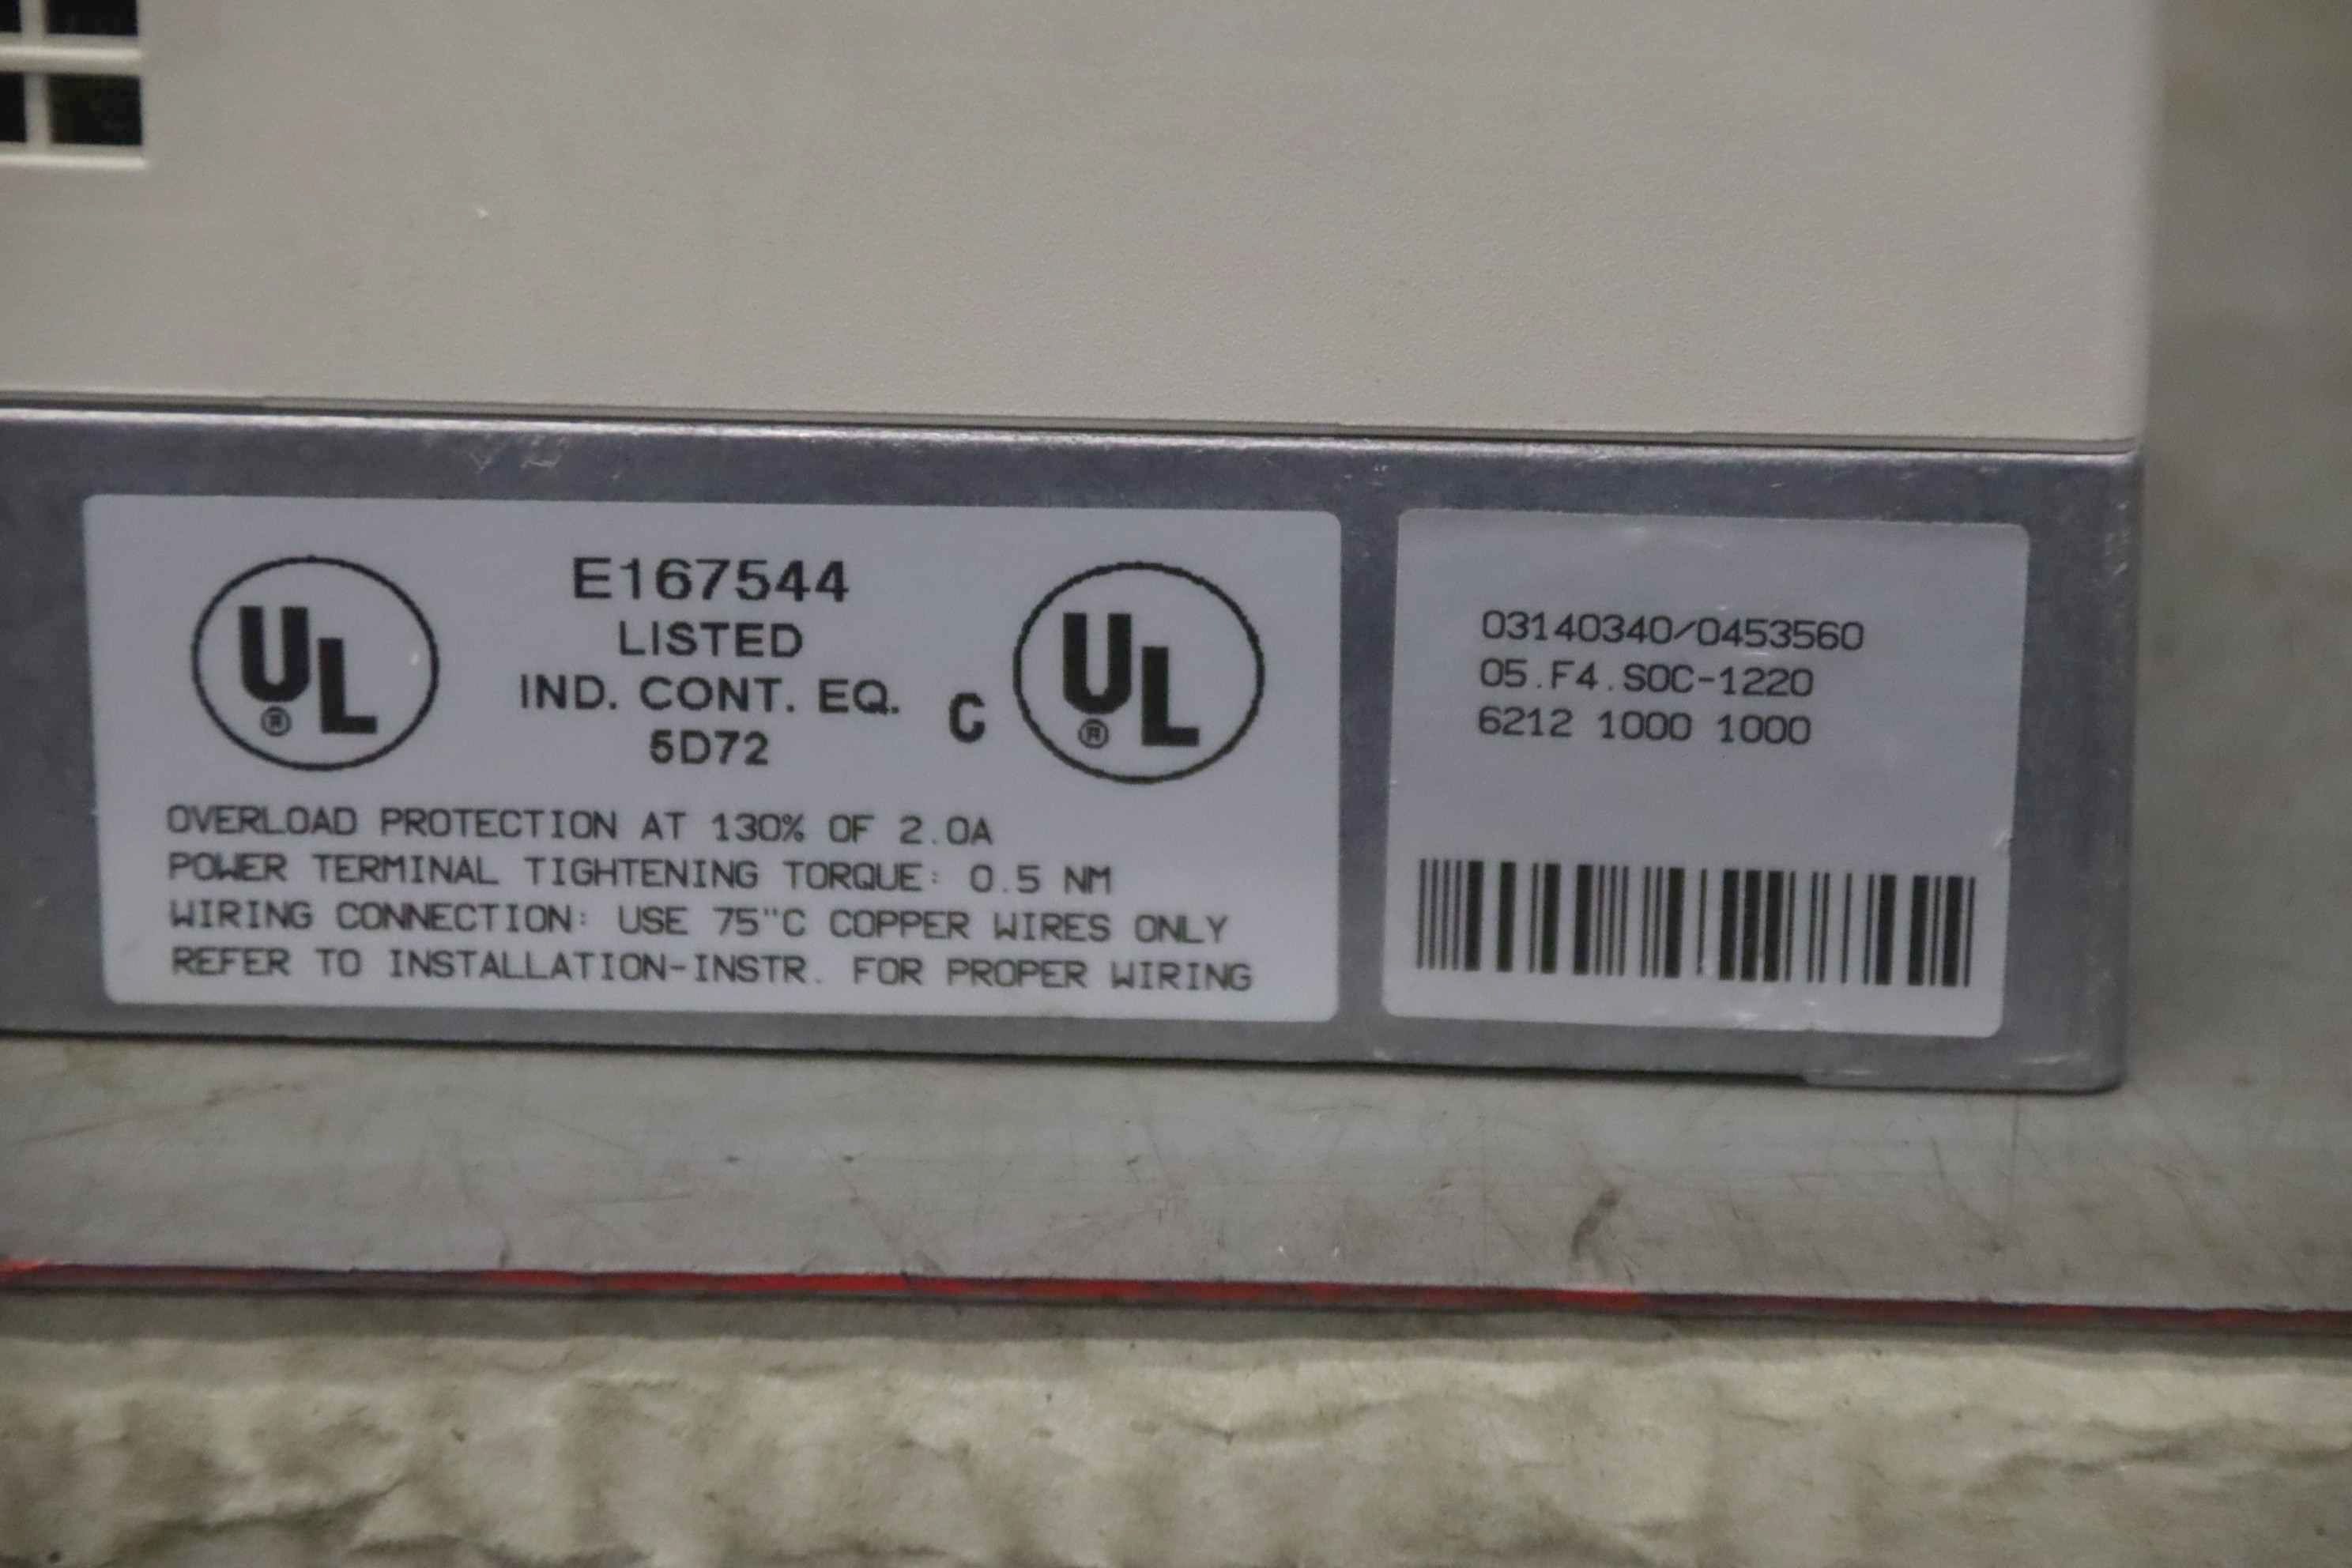 UL®
E167544
LISTED
IND. CONT. EQ.
5D72
C UL®
OVERLOAD PROTECTION AT 130% OF 2.0A
POWER TERMINAL TIGHTENING TORQUE: 0.5 NM
WIRING CONNECTION: USE 75"C COPPER WIRES ONLY
REFER TO INSTALLATION-INSTR. FOR PROPER WIRING
03140340/0453560
05.F4.S0C-1220
6212 1000 1000